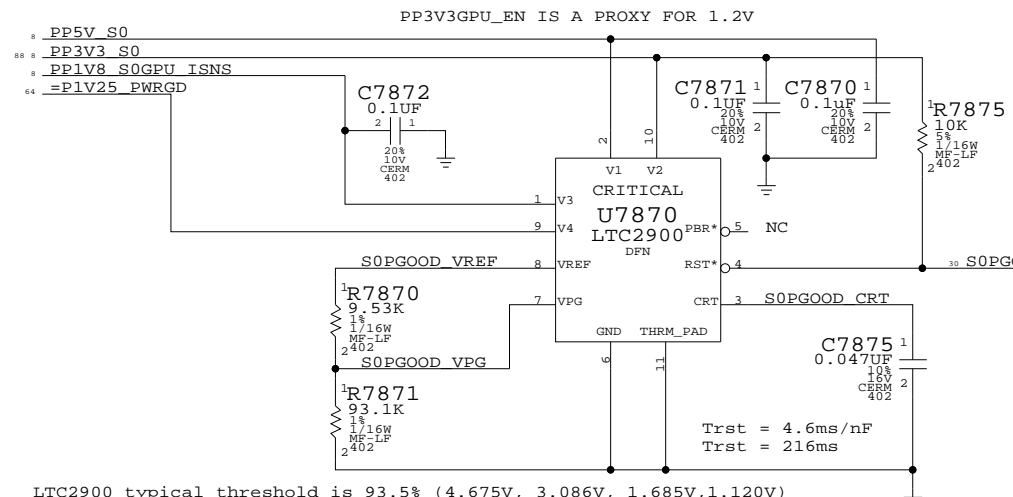 PP3V3GPU_EN IS A PROXY FOR 1.2V
8 PP5V_S0
88 8 PP3V3_S0
8 PP1V8_S0GPU_ISNS
64 =P1V25_PWRGD
C7872
0.1UF
2 1
20%
10V
CERM
402
C7871
0.1UF
20%
10V
CERM
402
1
2
C7870
0.1uF
20%
10V
CERM
402
1
2
1 R7875
10K
5%
1/16W
MF-LF
2 402
2 10
V1 V2
CRITICAL
U7870
LTC2900
DFN
1 V3
9 V4
PBR* 5 NC
S0PGOOD_VREF 8 VREF
RST* 4
30 S0PG
7 VPG
CRT 3 S0PGOOD_CRT
GND THRM_PAD
6 11
1 R7870
9.53K
1%
1/16W
MF-LF
2 402
S0PGOOD_VPG
1 R7871
93.1K
1%
1/16W
MF-LF
2 402
C7875 1
0.047UF
10%
16V
CERM
402
2
Trst = 4.6ms/nF
Trst = 216ms
LTC2900 typical threshold is 93.5% (4.675V, 3.086V, 1.685V,1.120V)